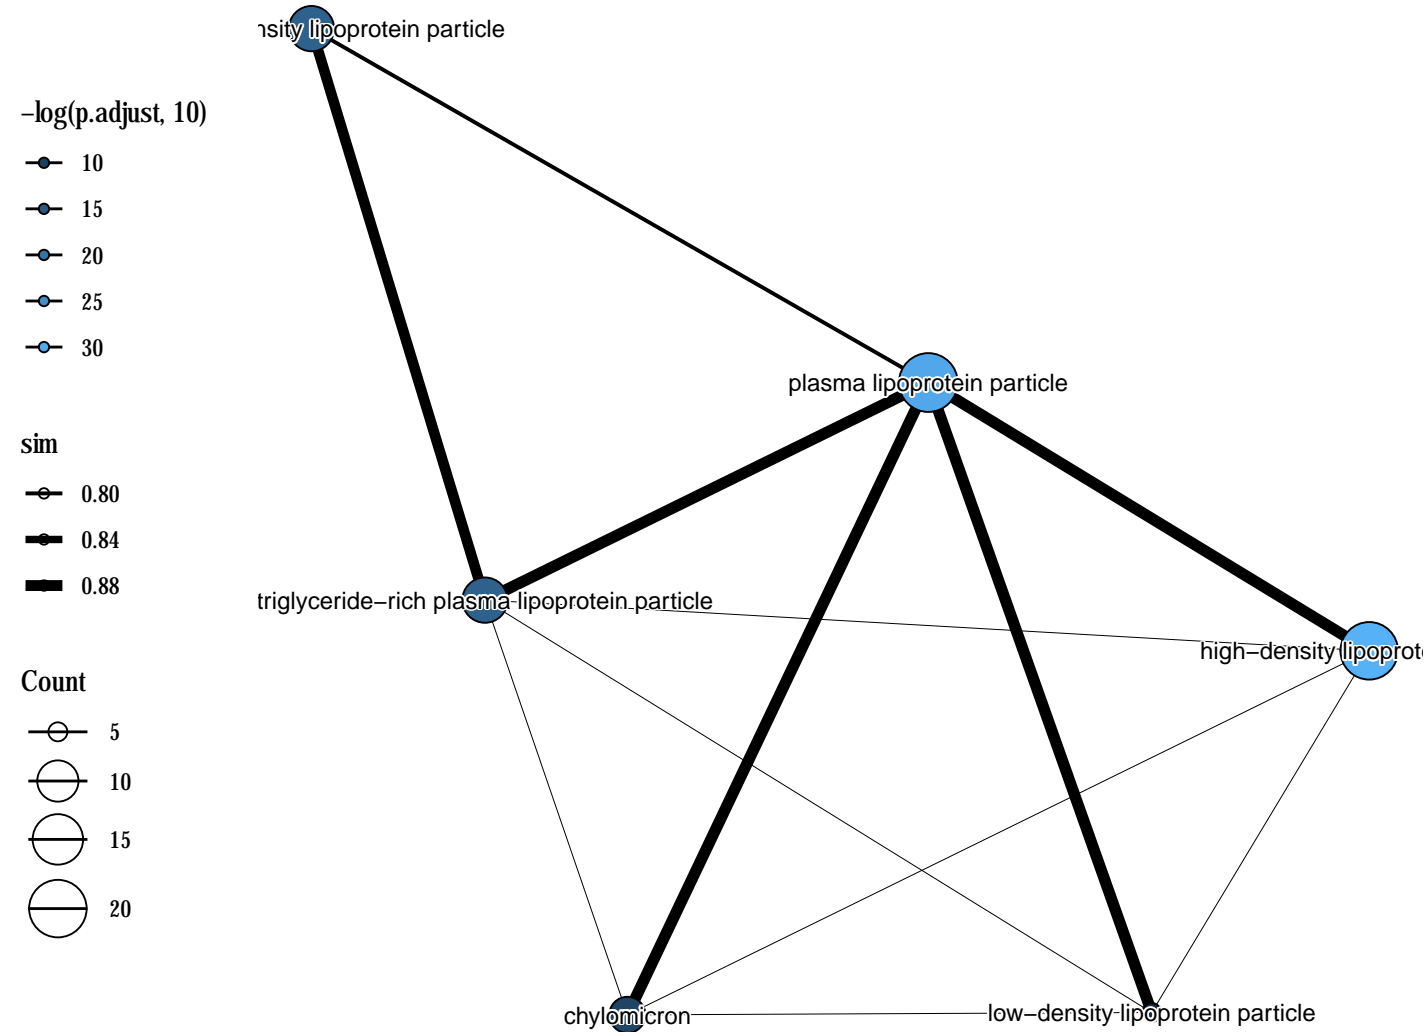 nsity lipoprotein particle
–log(p.adjust, 10)
10
15
20
25
30
plasma lipoprotein particle
sim
0.80
0.84
0.88
triglyceride–rich plasma lipoprotein particle
high–density lipoprote
Count
5
10
15
20
chylomicron
low–density lipoprotein particle